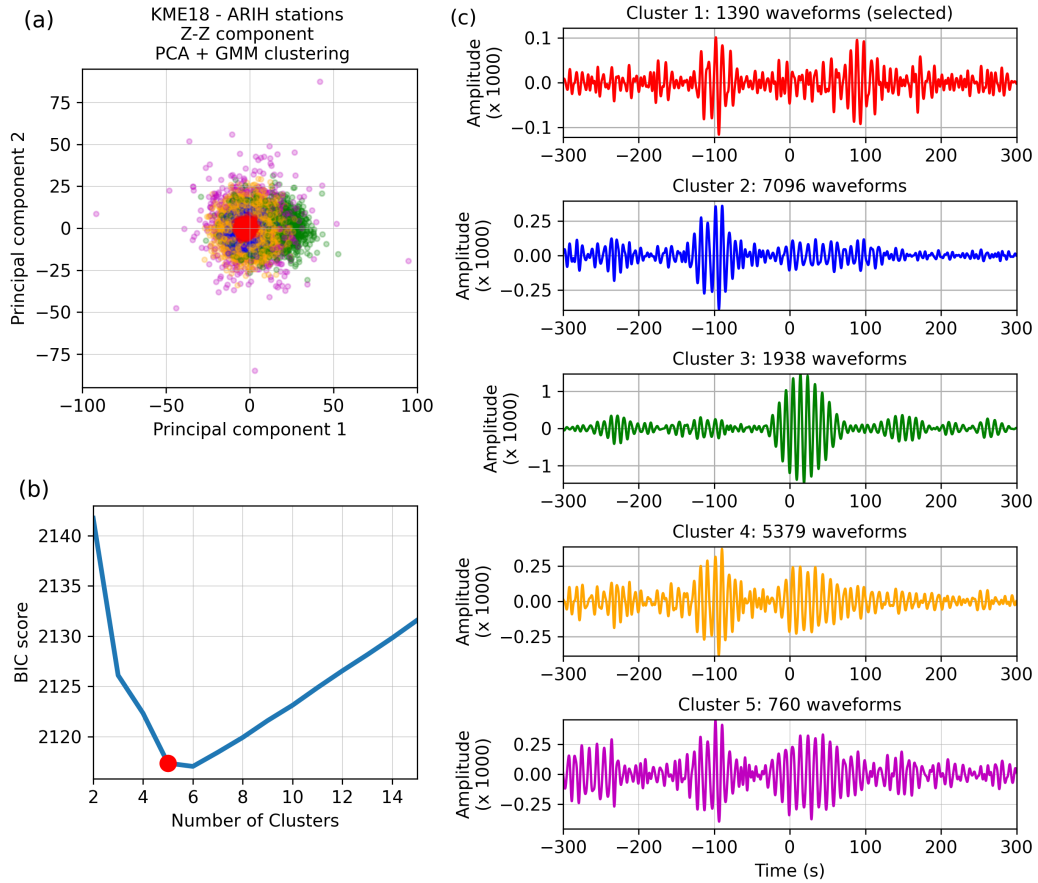 (a)
KME18 - ARIH stations
Z-Z component
PCA + GMM clustering
75
50
25
0
−25
−50
−75
Principal component 2
−100
−50
0
50
100
Principal component 1
(b)
2140
2135
2130
2125
2120
BIC score
2
4
6
8
10
12
14
Number of Clusters
(c)
Cluster 1: 1390 waveforms (selected)
Amplitude
(x 1000)
0.1
0.0
−0.1
−300
−200
−100
0
100
200
300
Cluster 2: 7096 waveforms
Amplitude
(x 1000)
0.25
0.00
−0.25
−300
−200
−100
0
100
200
300
Cluster 3: 1938 waveforms
Amplitude
(x 1000)
1
0
−1
−300
−200
−100
0
100
200
300
Cluster 4: 5379 waveforms
Amplitude
(x 1000)
0.25
0.00
−0.25
−300
−200
−100
0
100
200
300
Cluster 5: 760 waveforms
Amplitude
(x 1000)
0.25
0.00
−0.25
−300
−200
−100
0
100
200
300
Time (s)